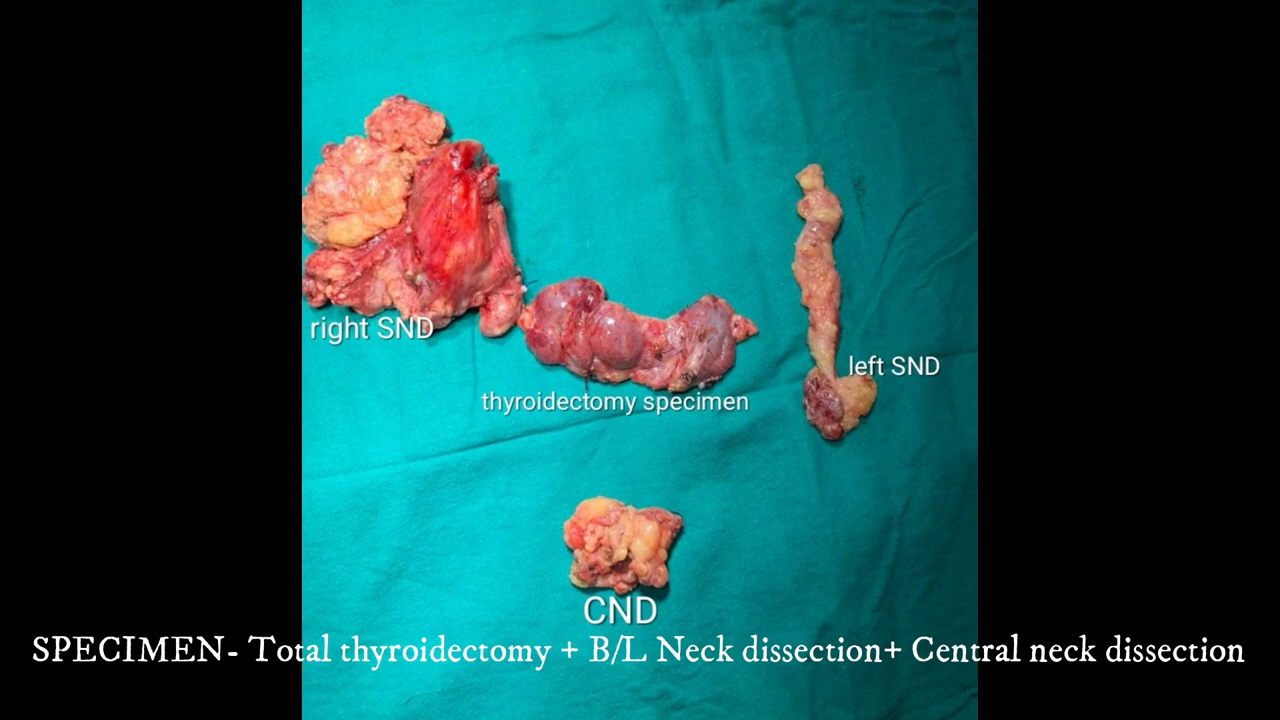 right SND
left SND
thyroidectomy specimen
CND
SPECIMEN- Total thyroidectomy + B/L Neck dissection+ Central neck dissection